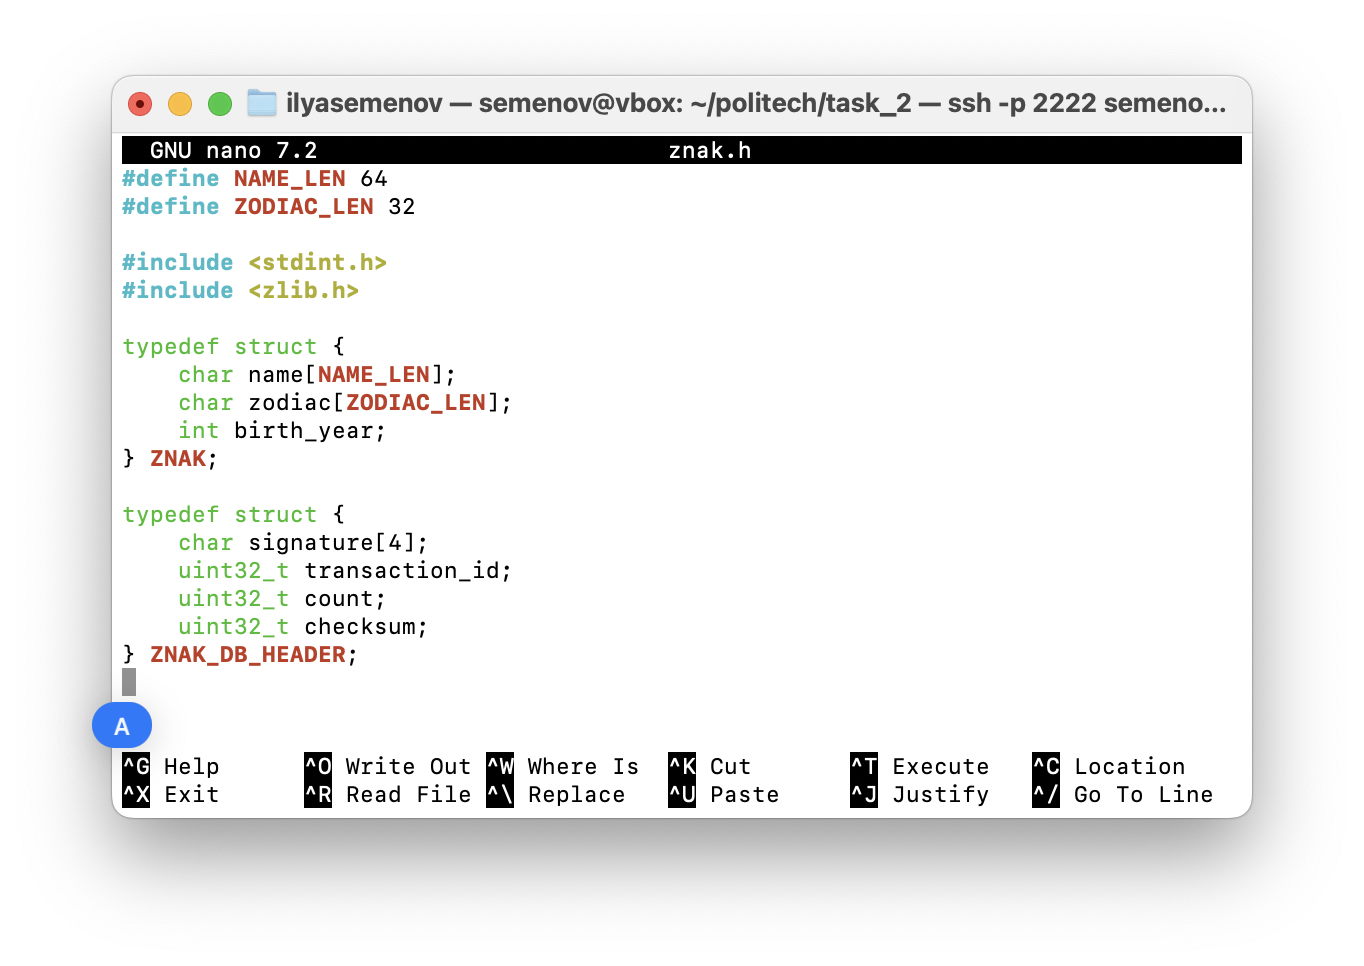 ilyasemenov — semenov@vbox: ~/politech/task_2 — ssh -p 2222 semeno...
GNU nano 7.2 znak.h
#define NAME_LEN 64
#define ZODIAC_LEN 32
#include <stdint.h>
#include <zlib.h>
typedef struct {
    char name[NAME_LEN];
    char zodiac[ZODIAC_LEN];
    int birth_year;
} ZNAK;
typedef struct {
    char signature[4];
    uint32_t transaction_id;
    uint32_t count;
    uint32_t checksum;
} ZNAK_DB_HEADER;
A
^G Help ^O Write Out ^W Where Is ^K Cut ^T Execute ^C Location
^X Exit ^R Read File ^\ Replace ^U Paste ^J Justify ^/ Go To Line